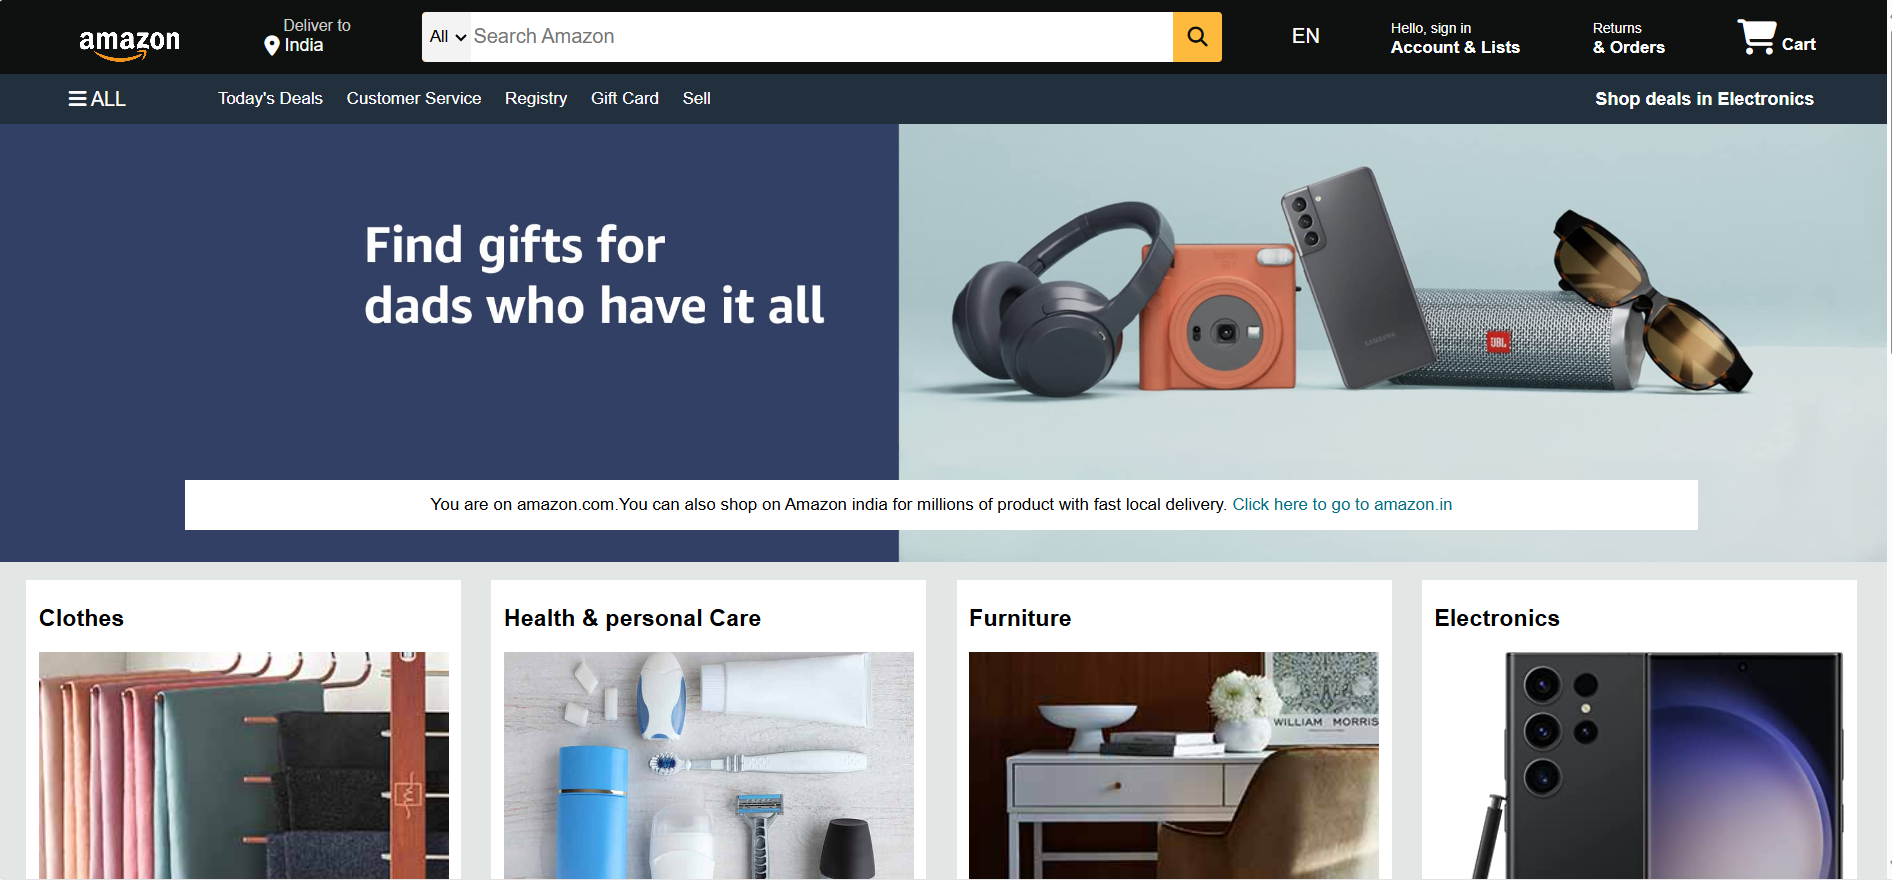 amazon
Deliver to
India
All
Search Amazon
EN
Hello, sign in
Account & Lists
Returns
& Orders
Cart
ALL
Today's Deals
Customer Service
Registry
Gift Card
Sell
Shop deals in Electronics
Find gifts for
dads who have it all
SAMSUNG
JBL
You are on amazon.com.You can also shop on Amazon india for millions of product with fast local delivery. Click here to go to amazon.in
Clothes
Health & personal Care
Furniture
Electronics
WILLIAM MORRIS